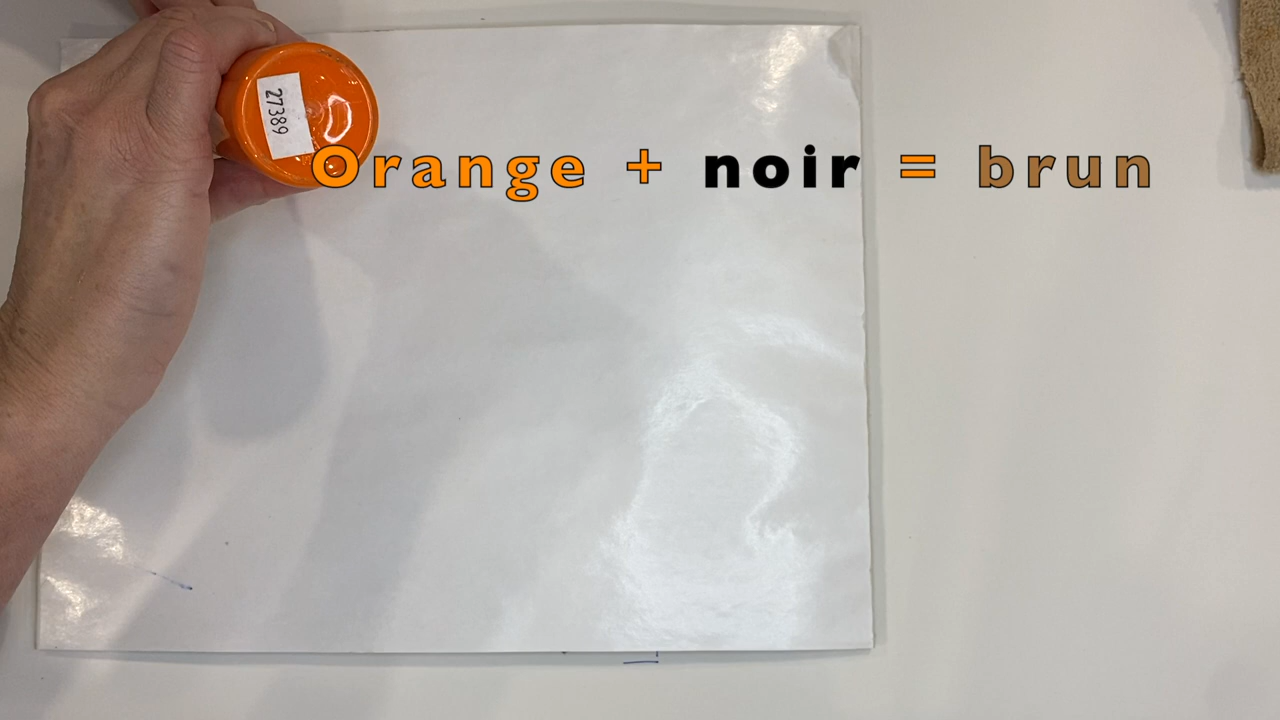 27389
Orange + noir = brun